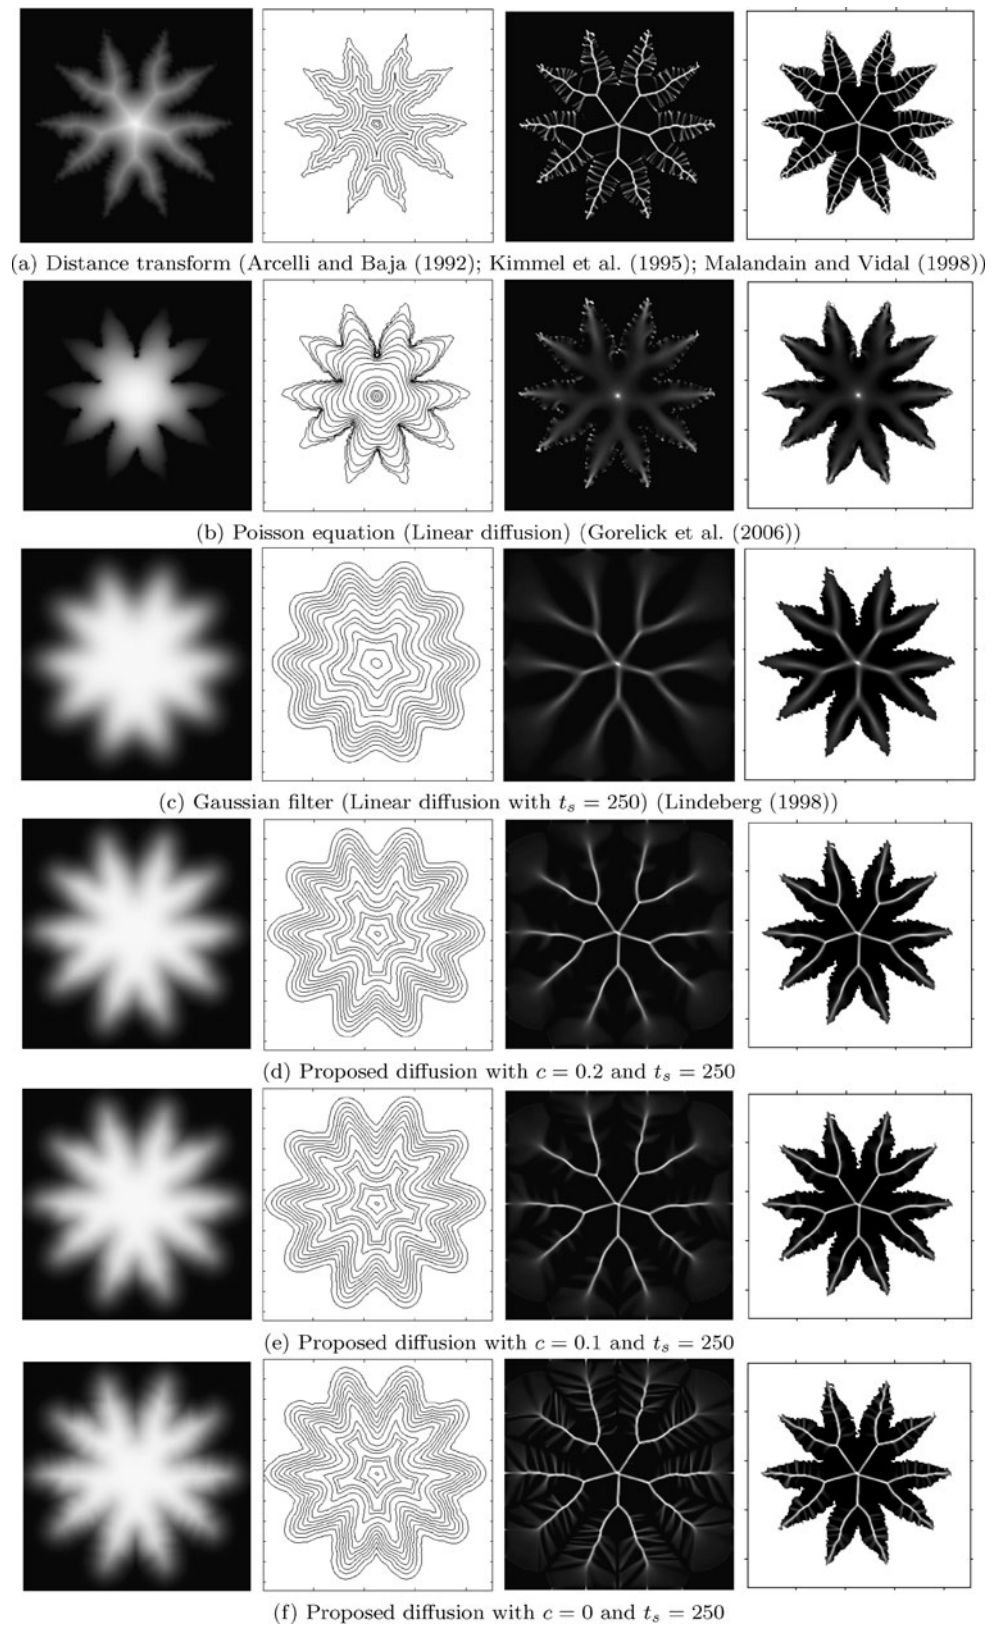 (a) Distance transform (Arcelli and Baja (1992); Kimmel et al. (1995); Malandain and Vidal (1998))
(b) Poisson equation (Linear diffusion) (Gorelick et al. (2006))
(c) Gaussian filter (Linear diffusion with t_s = 250) (Lindeberg (1998))
(d) Proposed diffusion with c = 0.2 and t_s = 250
(e) Proposed diffusion with c = 0.1 and t_s = 250
(f) Proposed diffusion with c = 0 and t_s = 250